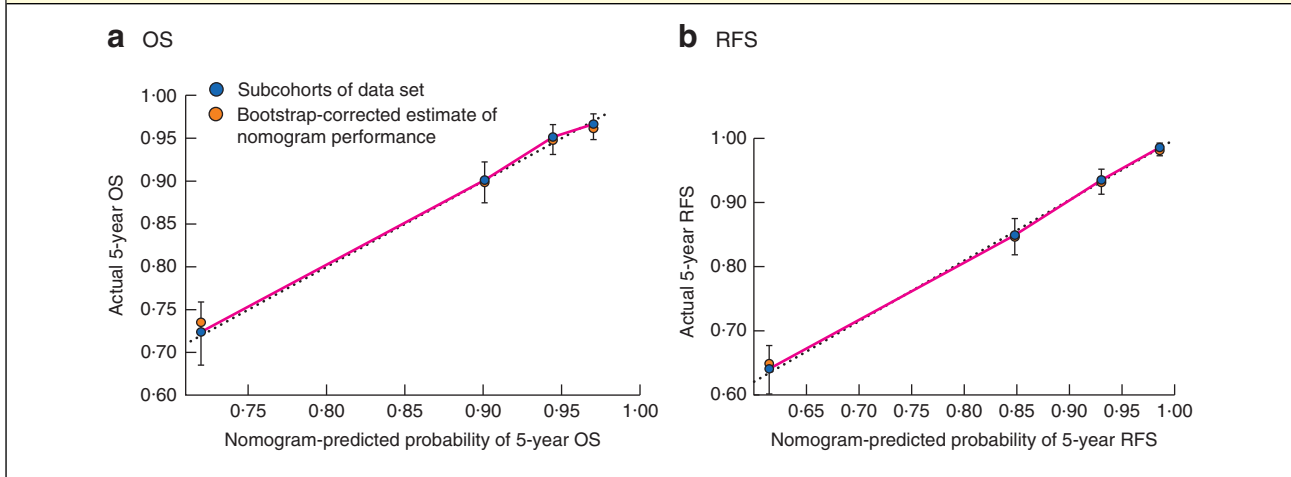 a OS
Subcohorts of data set
Bootstrap-corrected estimate of
nomogram performance
Actual 5-year OS
1·00
0·95
0·90
0·85
0·80
0·75
0·70
0·60
0·75 0·80 0·85 0·90 0·95 1·00
Nomogram-predicted probability of 5-year OS
b RFS
Actual 5-year RFS
1·00
0·90
0·80
0·70
0·60
0·65 0·70 0·75 0·80 0·85 0·90 0·95 1·00
Nomogram-predicted probability of 5-year RFS